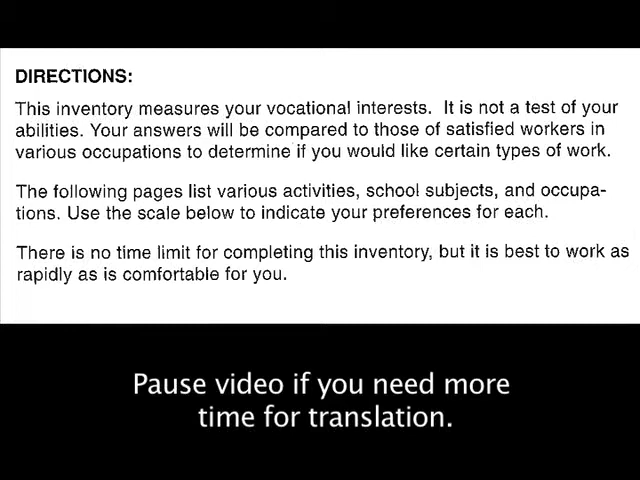 DIRECTIONS:
This inventory measures your vocational interests. It is not a test of your
abilities. Your answers will be compared to those of satisfied workers in
various occupations to determine if you would like certain types of work.
The following pages list various activities, school subjects, and occupa-
tions. Use the scale below to indicate your preferences for each.
There is no time limit for completing this inventory, but it is best to work as
rapidly as is comfortable for you.
Pause video if you need more
time for translation.